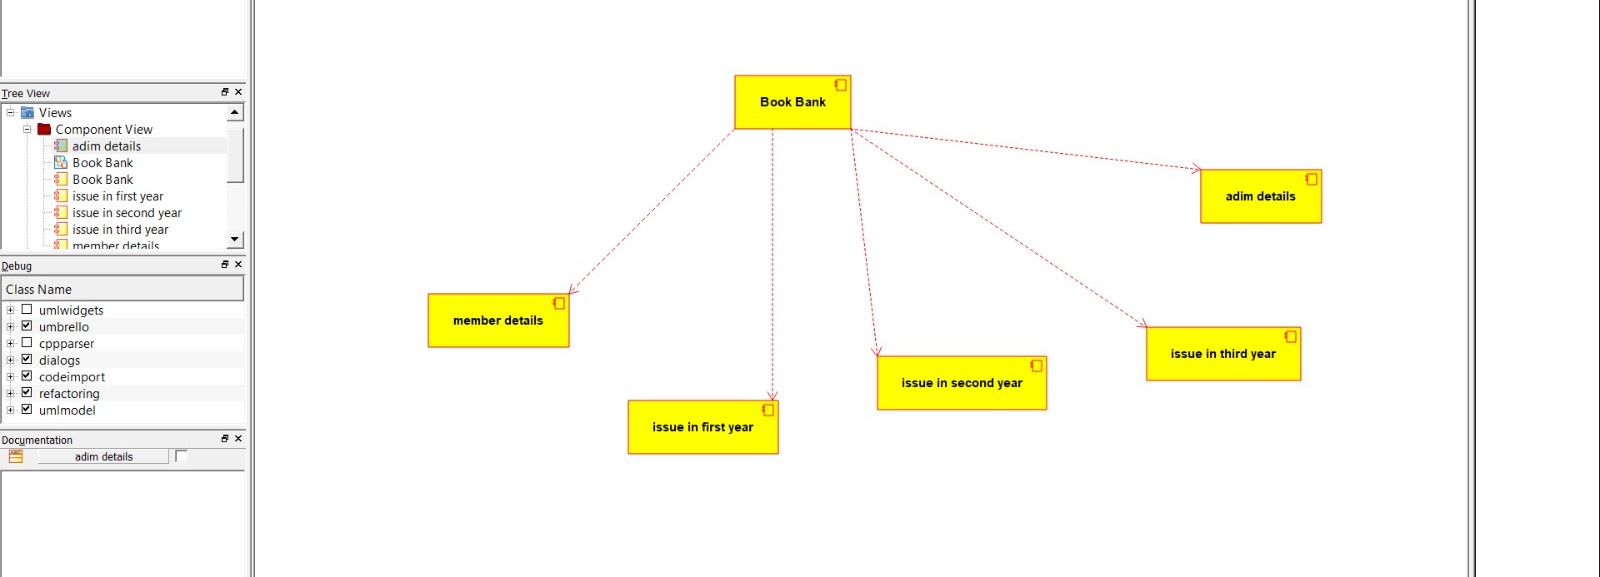 Tree View
Views
Component View
adim details
Book Bank
Book Bank
issue in first year
issue in second year
issue in third year
member details
Debug
Class Name
umlwidgets
umbrello
cppparser
dialogs
codeimport
refactoring
umlmodel
Documentation
adim details
Book Bank
adim details
member details
issue in third year
issue in second year
issue in first year